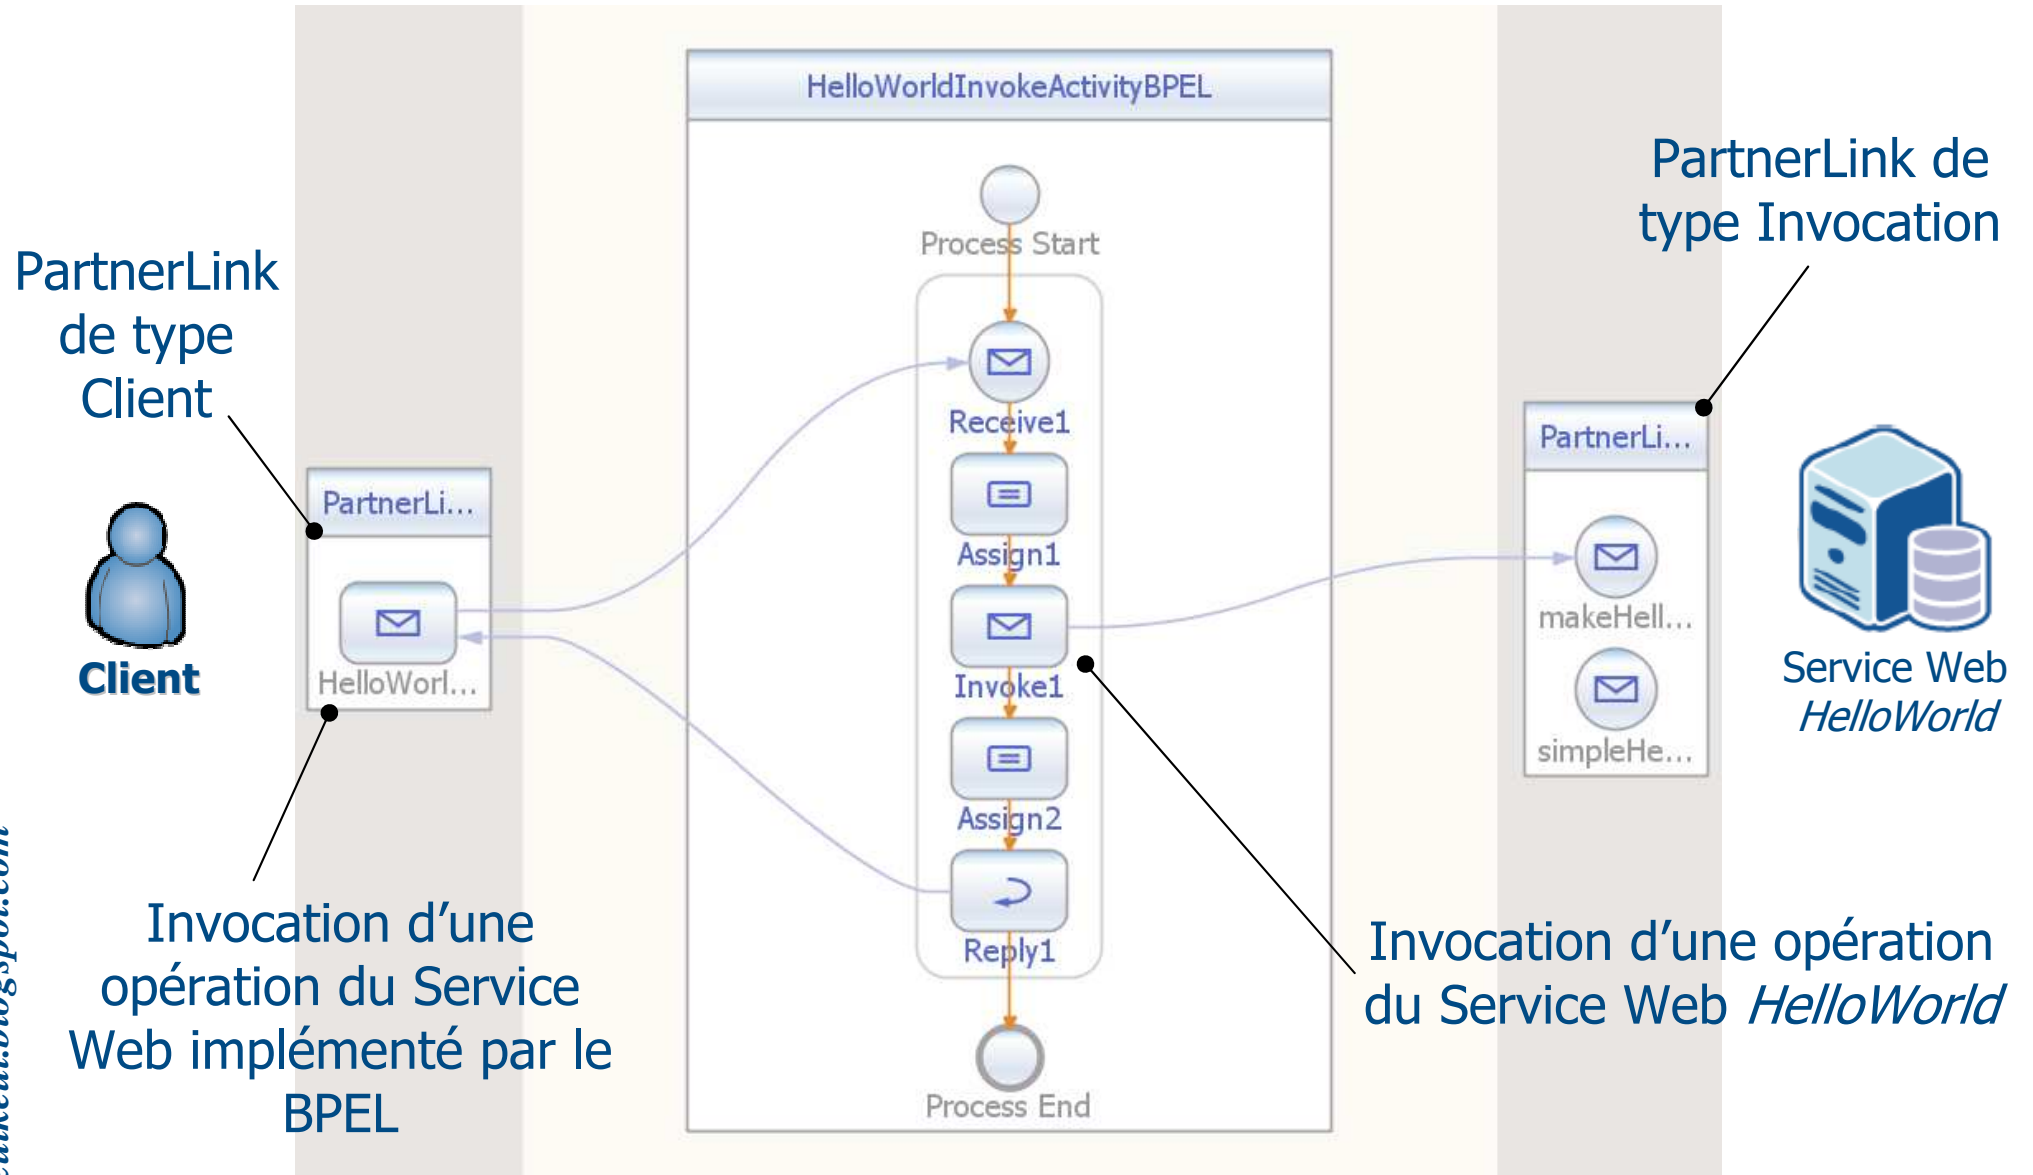 HelloWorldInvokeActivityBPEL
PartnerLink de
type Invocation
Process Start
PartnerLink
de type
Client
Receive1
PartnerLi...
PartnerLi...
Assign1
makeHell...
Client
HelloWorl...
Invoke1
Service Web
HelloWorld
simpleHe...
Assign2
Invocation d’une
opération du Service
Web implémenté par le
BPEL
Reply1
Invocation d’une opération
du Service Web HelloWorld
Process End